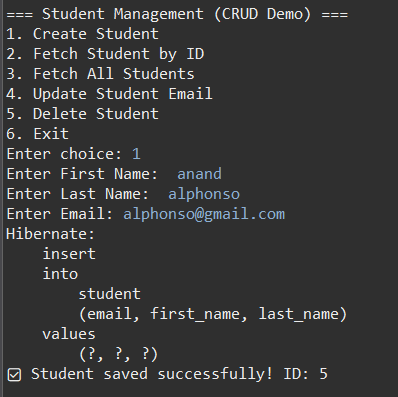 === Student Management (CRUD Demo) ===
1. Create Student
2. Fetch Student by ID
3. Fetch All Students
4. Update Student Email
5. Delete Student
6. Exit
Enter choice: 1
Enter First Name:  anand
Enter Last Name:  alphonso
Enter Email: alphonso@gmail.com
Hibernate:
    insert
    into
        student
        (email, first_name, last_name)
    values
        (?, ?, ?)
☑ Student saved successfully! ID: 5